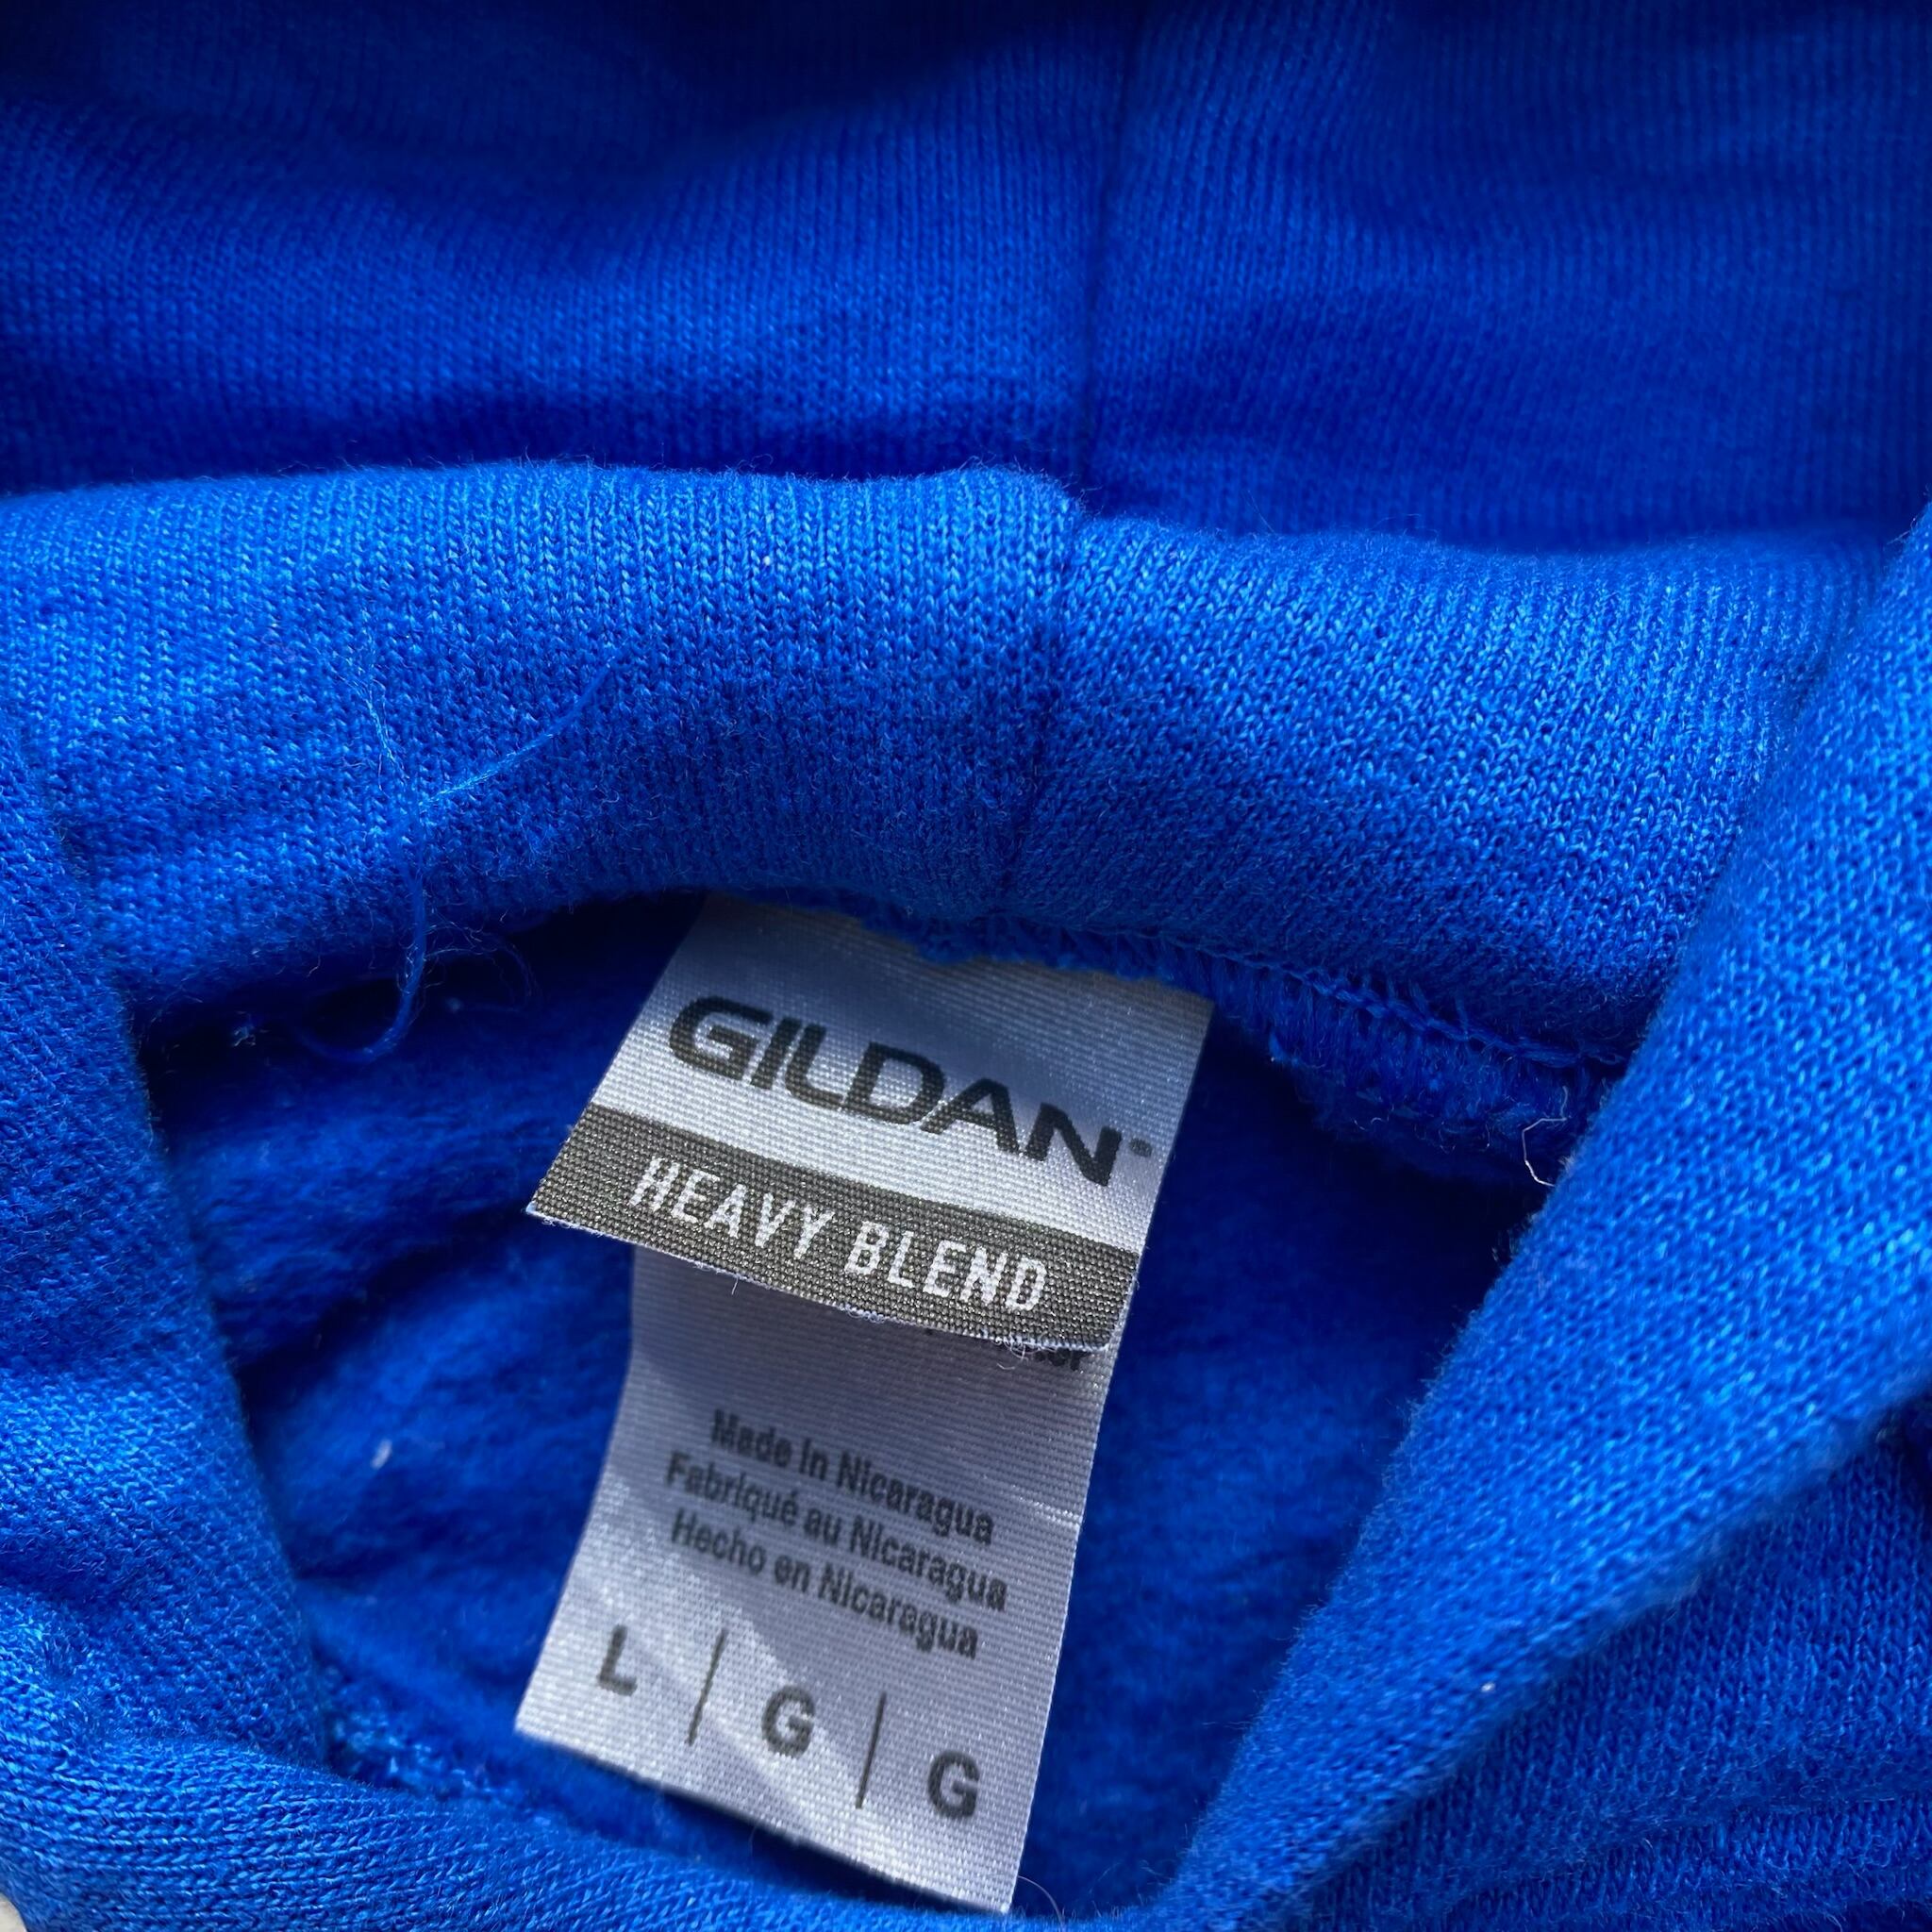 GILDAN®
HEAVY BLEND
Made in Nicaragua
Fabriqué au Nicaragua
Hecho en Nicaragua
L | G | G